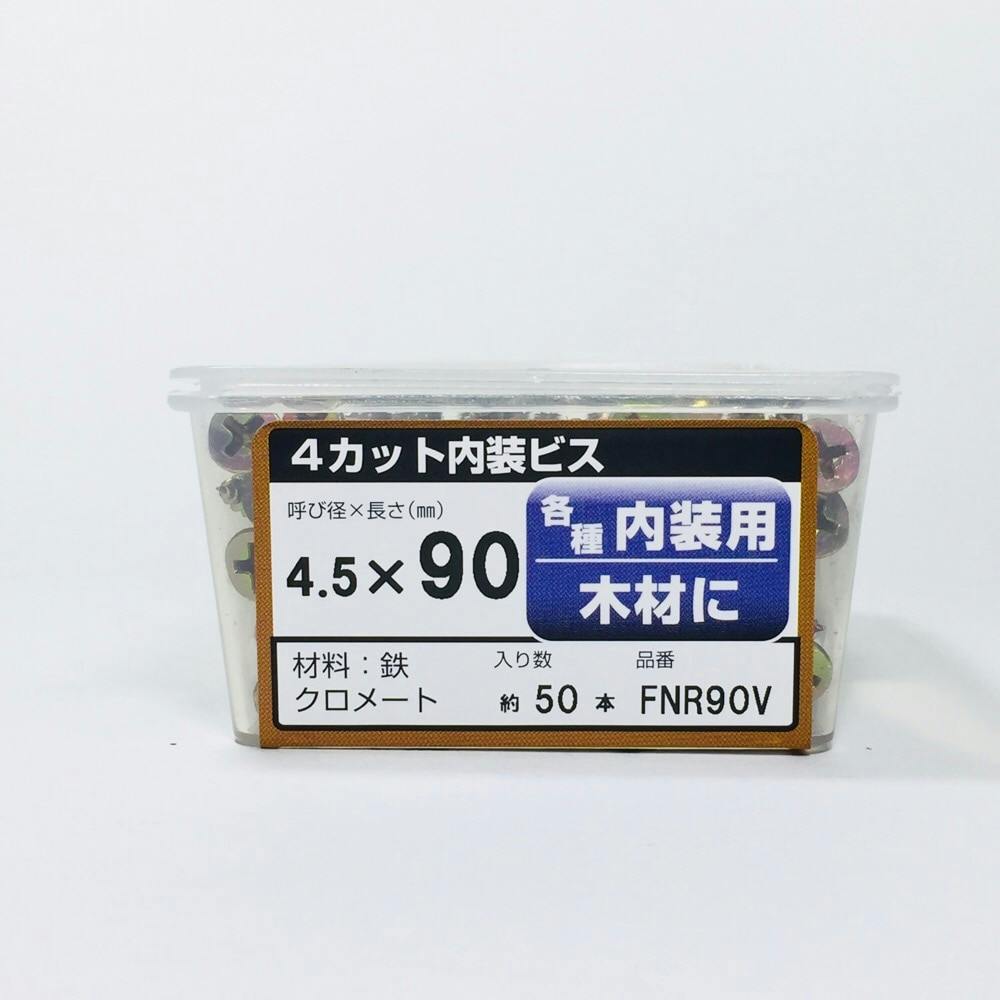 4カット内装ビス
呼び径×長さ(㎜)
4.5×90
各種 内装用
木材に
材料：鉄
クロメート
入り数
約 50 本
品番
FNR90V